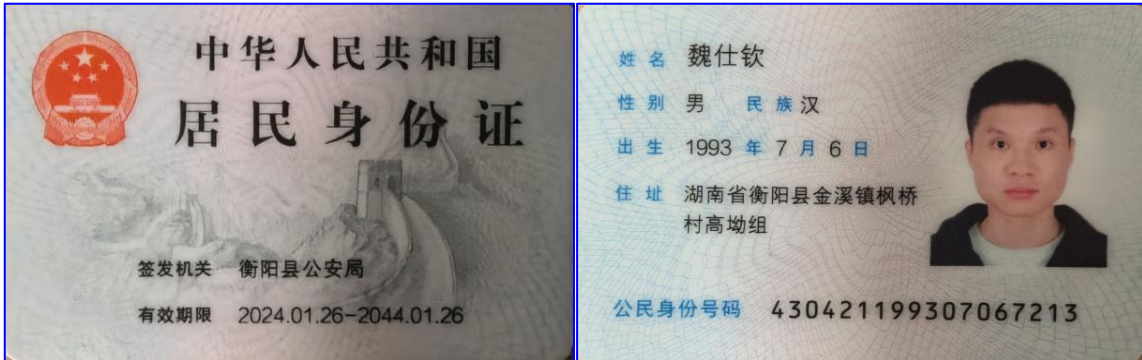 中华人民共和国
居民身份证
签发机关 衡阳县公安局
有效期限 2024.01.26-2044.01.26
姓名 魏仕钦
性别 男 民族 汉
出生 1993 年 7 月 6 日
住址 湖南省衡阳县金溪镇枫桥
村高坳组
公民身份号码 430421199307067213